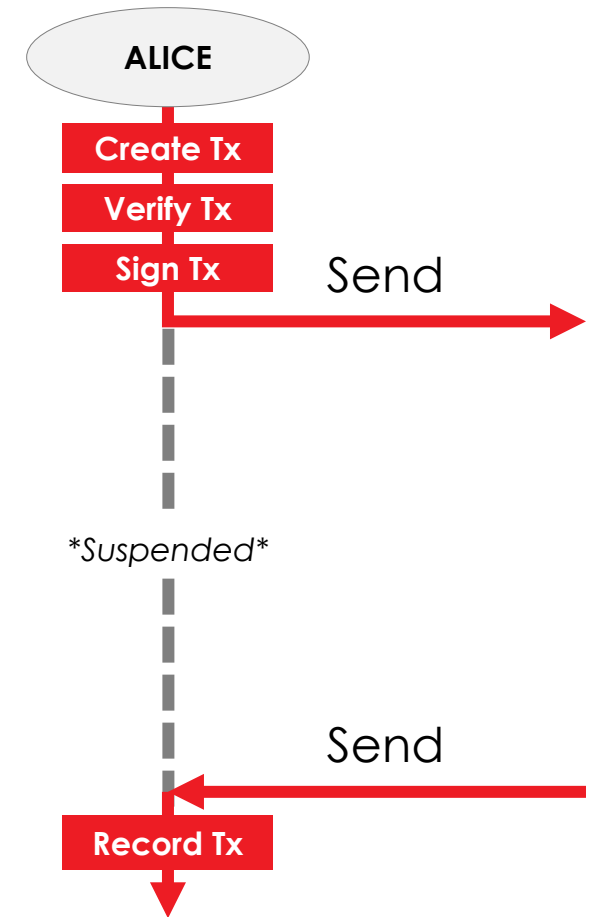 ALICE
Create Tx
Verify Tx
Sign Tx
Send
*Suspended*
Send
Record Tx